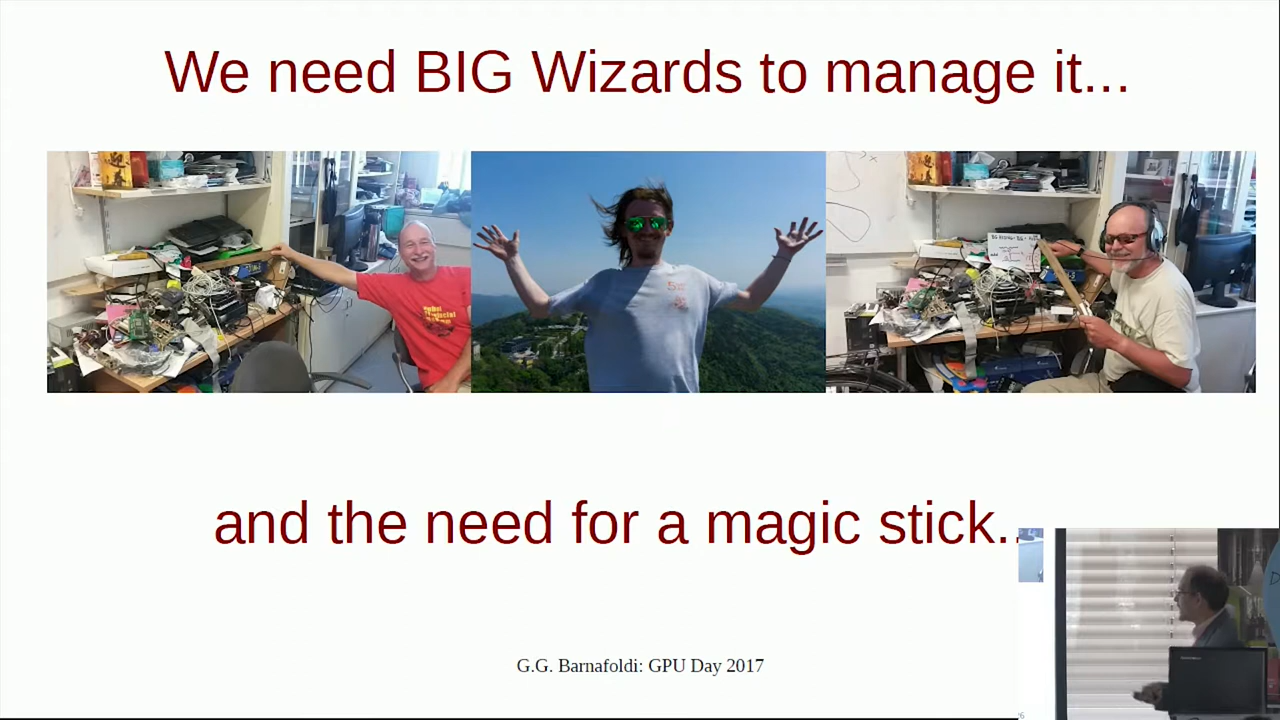 We need BIG Wizards to manage it...
and the need for a magic stick..
G.G. Barnafoldi: GPU Day 2017